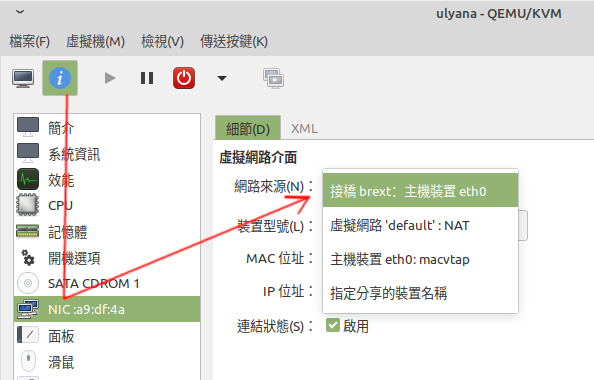 ulyana - QEMU/KVM
檔案(F) 虛擬機(M) 檢視(V) 傳送按鍵(K)
簡介
系統資訊
效能
CPU
記憶體
開機選項
SATA CDROM 1
NIC :a9:df:4a
面板
滑鼠
細節(D) XML
虛擬網路介面
網路來源(N)：
接橋 brext：主機裝置 eth0
裝置型號(L)：
虛擬網路 'default' : NAT
MAC 位址：
主機裝置 eth0: macvtap
IP 位址：
指定分享的裝置名稱
連結狀態(S)：
啟用